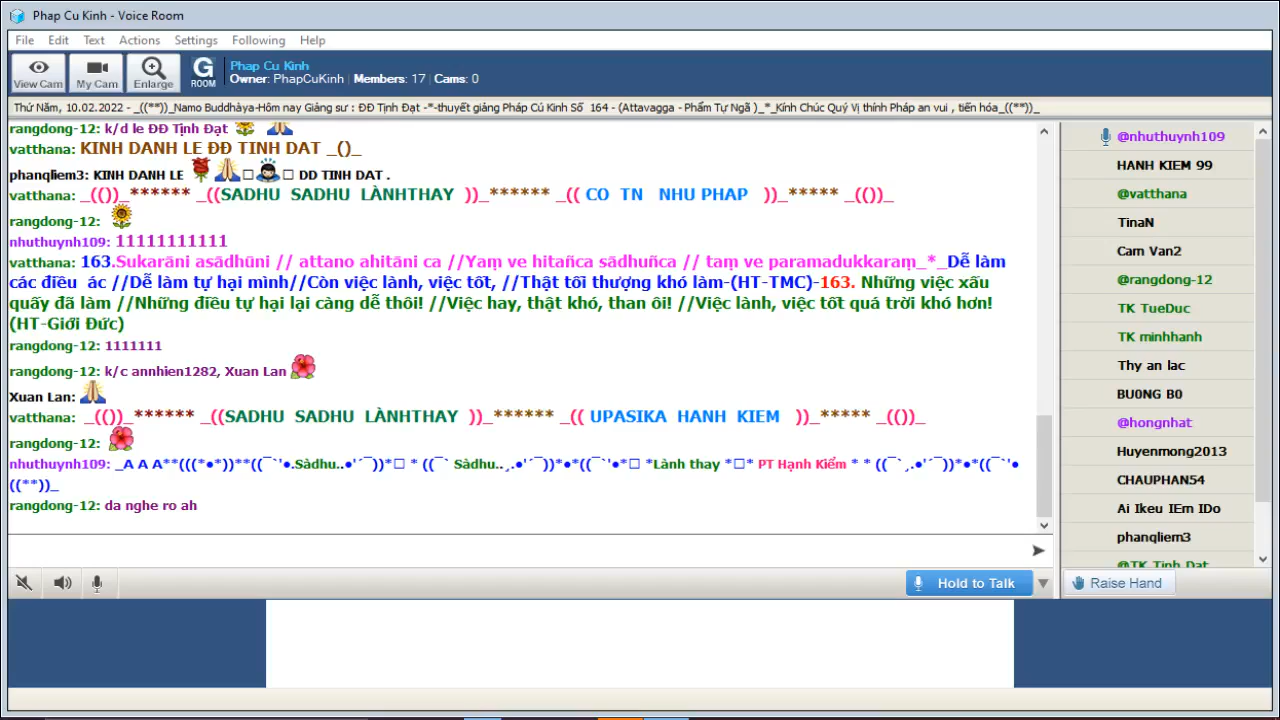 Phap Cu Kinh - Voice Room
File Edit Text Actions Settings Following Help
View Cam My Cam Enlarge G ROOM
Phap Cu Kinh
Owner: PhapCuKinh Members: 17 Cams: 0
Thứ Năm, 10.02.2022 - _((**))_Namo Buddhàya-Hôm nay Giảng sư : ĐĐ Tịnh Đạt -*-thuyết giảng Pháp Cú Kinh Số 164 - (Attavagga - Phẩm Tự Ngã )_*_Kính Chúc Quý Vị thính Pháp an vui , tiến hóa_((**))_
rangdong-12: k/d le ĐĐ Tịnh Đạt
vatthana: KINH DANH LE ĐĐ TINH DAT _()_
phanqliem3: KINH DANH LE DD TINH DAT .
vatthana: _(())_****** _((SADHU SADHU LÀNHTHAY ))_****** _(( CO TN NHU PHAP ))_***** _(())_
rangdong-12:
nhuthuynh109: 11111111111
vatthana: 163.Sukarāni asādhūni // attano ahitāni ca //Yaṃ ve hitañca sādhuñca // taṃ ve paramadukkaraṃ_*_Dễ làm
các điều ác //Dễ làm tự hại mình//Còn việc lành, việc tốt, //Thật tối thượng khó làm-(HT-TMC)-163. Những việc xấu
quấy đã làm //Những điều tự hại lại càng dễ thôi! //Việc hay, thật khó, than ôi! //Việc lành, việc tốt quá trời khó hơn!
(HT-Giới Đức)
rangdong-12: 1111111
rangdong-12: k/c annhien1282, Xuan Lan
Xuan Lan:
vatthana: _(())_****** _((SADHU SADHU LÀNHTHAY ))_****** _(( UPASIKA HANH KIEM ))_***** _(())_
rangdong-12:
nhuthuynh109: _A A A**(((*•*))**((¯`'•.Sàdhu..•'´¯))*•*□ * ((¯` Sàdhu..¸.•'´¯))*•*((¯`'•*□ *Lành thay *□* PT Hạnh Kiểm * * ((¯`¸.•'´¯))*•*((¯`'•
((**))_
rangdong-12: da nghe ro ah
Hold to Talk
@nhuthuynh109
HANH KIEM 99
@vatthana
TinaN
Cam Van2
@rangdong-12
TK TueDuc
TK minhhanh
Thy an lac
BU0NG B0
@hongnhat
Huyenmong2013
CHAUPHAN54
Ai Ikeu IEm IDo
phanqliem3
@TK Tinh Dat
Raise Hand